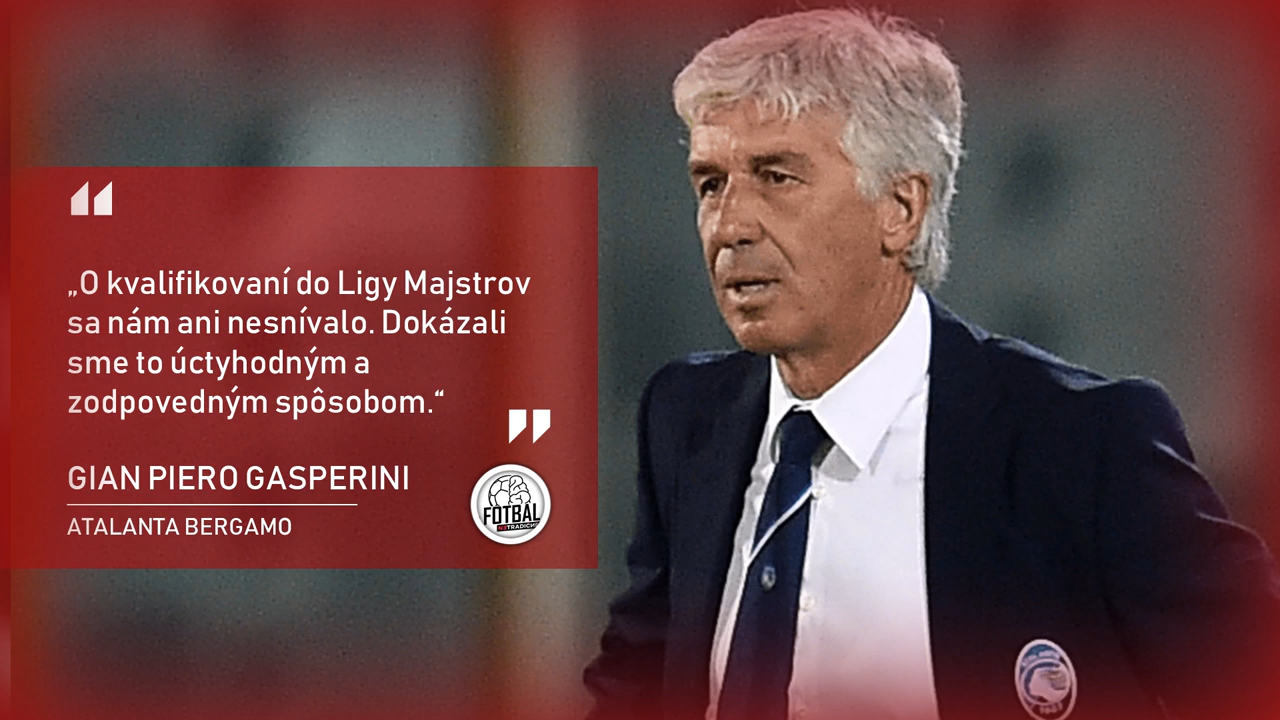 „O kvalifikovaní do Ligy Majstrov
sa nám ani nesnívalo. Dokázali
sme to úctyhodným a
zodpovedným spôsobom.“
GIAN PIERO GASPERINI
ATALANTA BERGAMO
FOTBAL